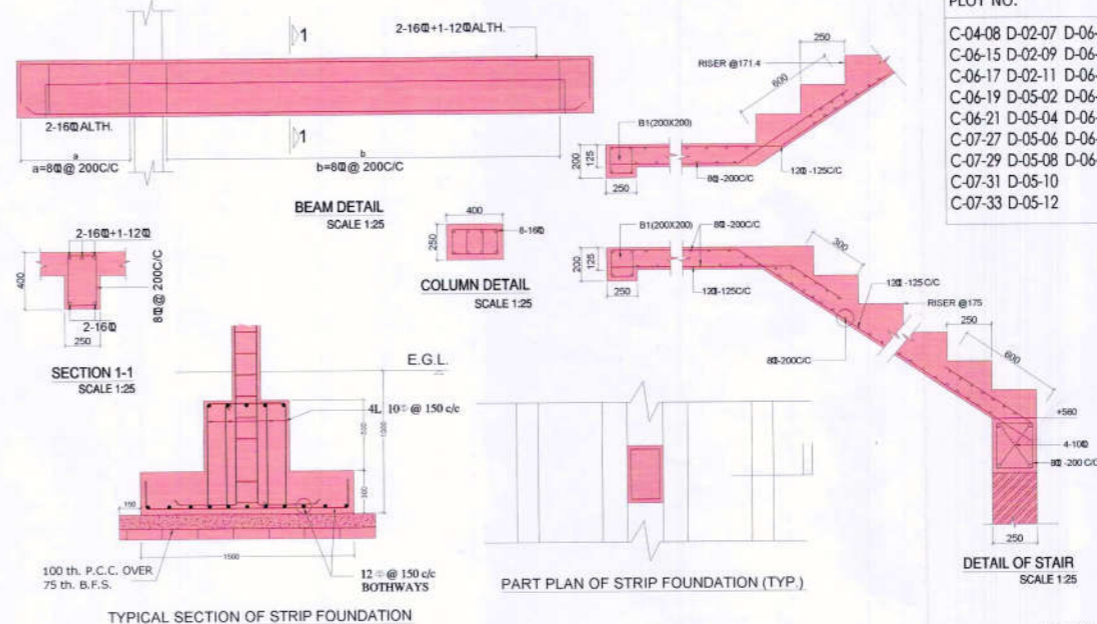 2-16Φ+1-12ΦALTH.
1
2-16ΦALTH.
1
a
a=8Φ@ 200C/C
b
b=8Φ@ 200C/C
BEAM DETAIL
SCALE 1:25
2-16Φ+1-12Φ
400
8Φ@ 200C/C
2-16Φ
250
SECTION 1-1
SCALE 1:25
400
250
8-16Φ
COLUMN DETAIL
SCALE 1:25
E.G.L.
4L 10Φ @ 150 c/c
150
1500
100 th. P.C.C. OVER
75 th. B.F.S.
12 Φ @ 150 c/c
BOTHWAYS
TYPICAL SECTION OF STRIP FOUNDATION
PART PLAN OF STRIP FOUNDATION (TYP.)
250
RISER @171.4
600
B1(200X200)
200
125
250
8Φ-200C/C
12Φ -125C/C
B1(200X200)
8Φ-200C/C
200
125
250
12Φ-125C/C
300
12Φ -125 C/C
RISER @175
250
600
8Φ-200C/C
+560
4-10Φ
8Φ -200 C/C
250
DETAIL OF STAIR
SCALE 1:25
PLOT NO.
C-04-08 D-02-07 D-06-
C-06-15 D-02-09 D-06-
C-06-17 D-02-11 D-06-
C-06-19 D-05-02 D-06-
C-06-21 D-05-04 D-06-
C-07-27 D-05-06 D-06-
C-07-29 D-05-08 D-06-
C-07-31 D-05-10
C-07-33 D-05-12